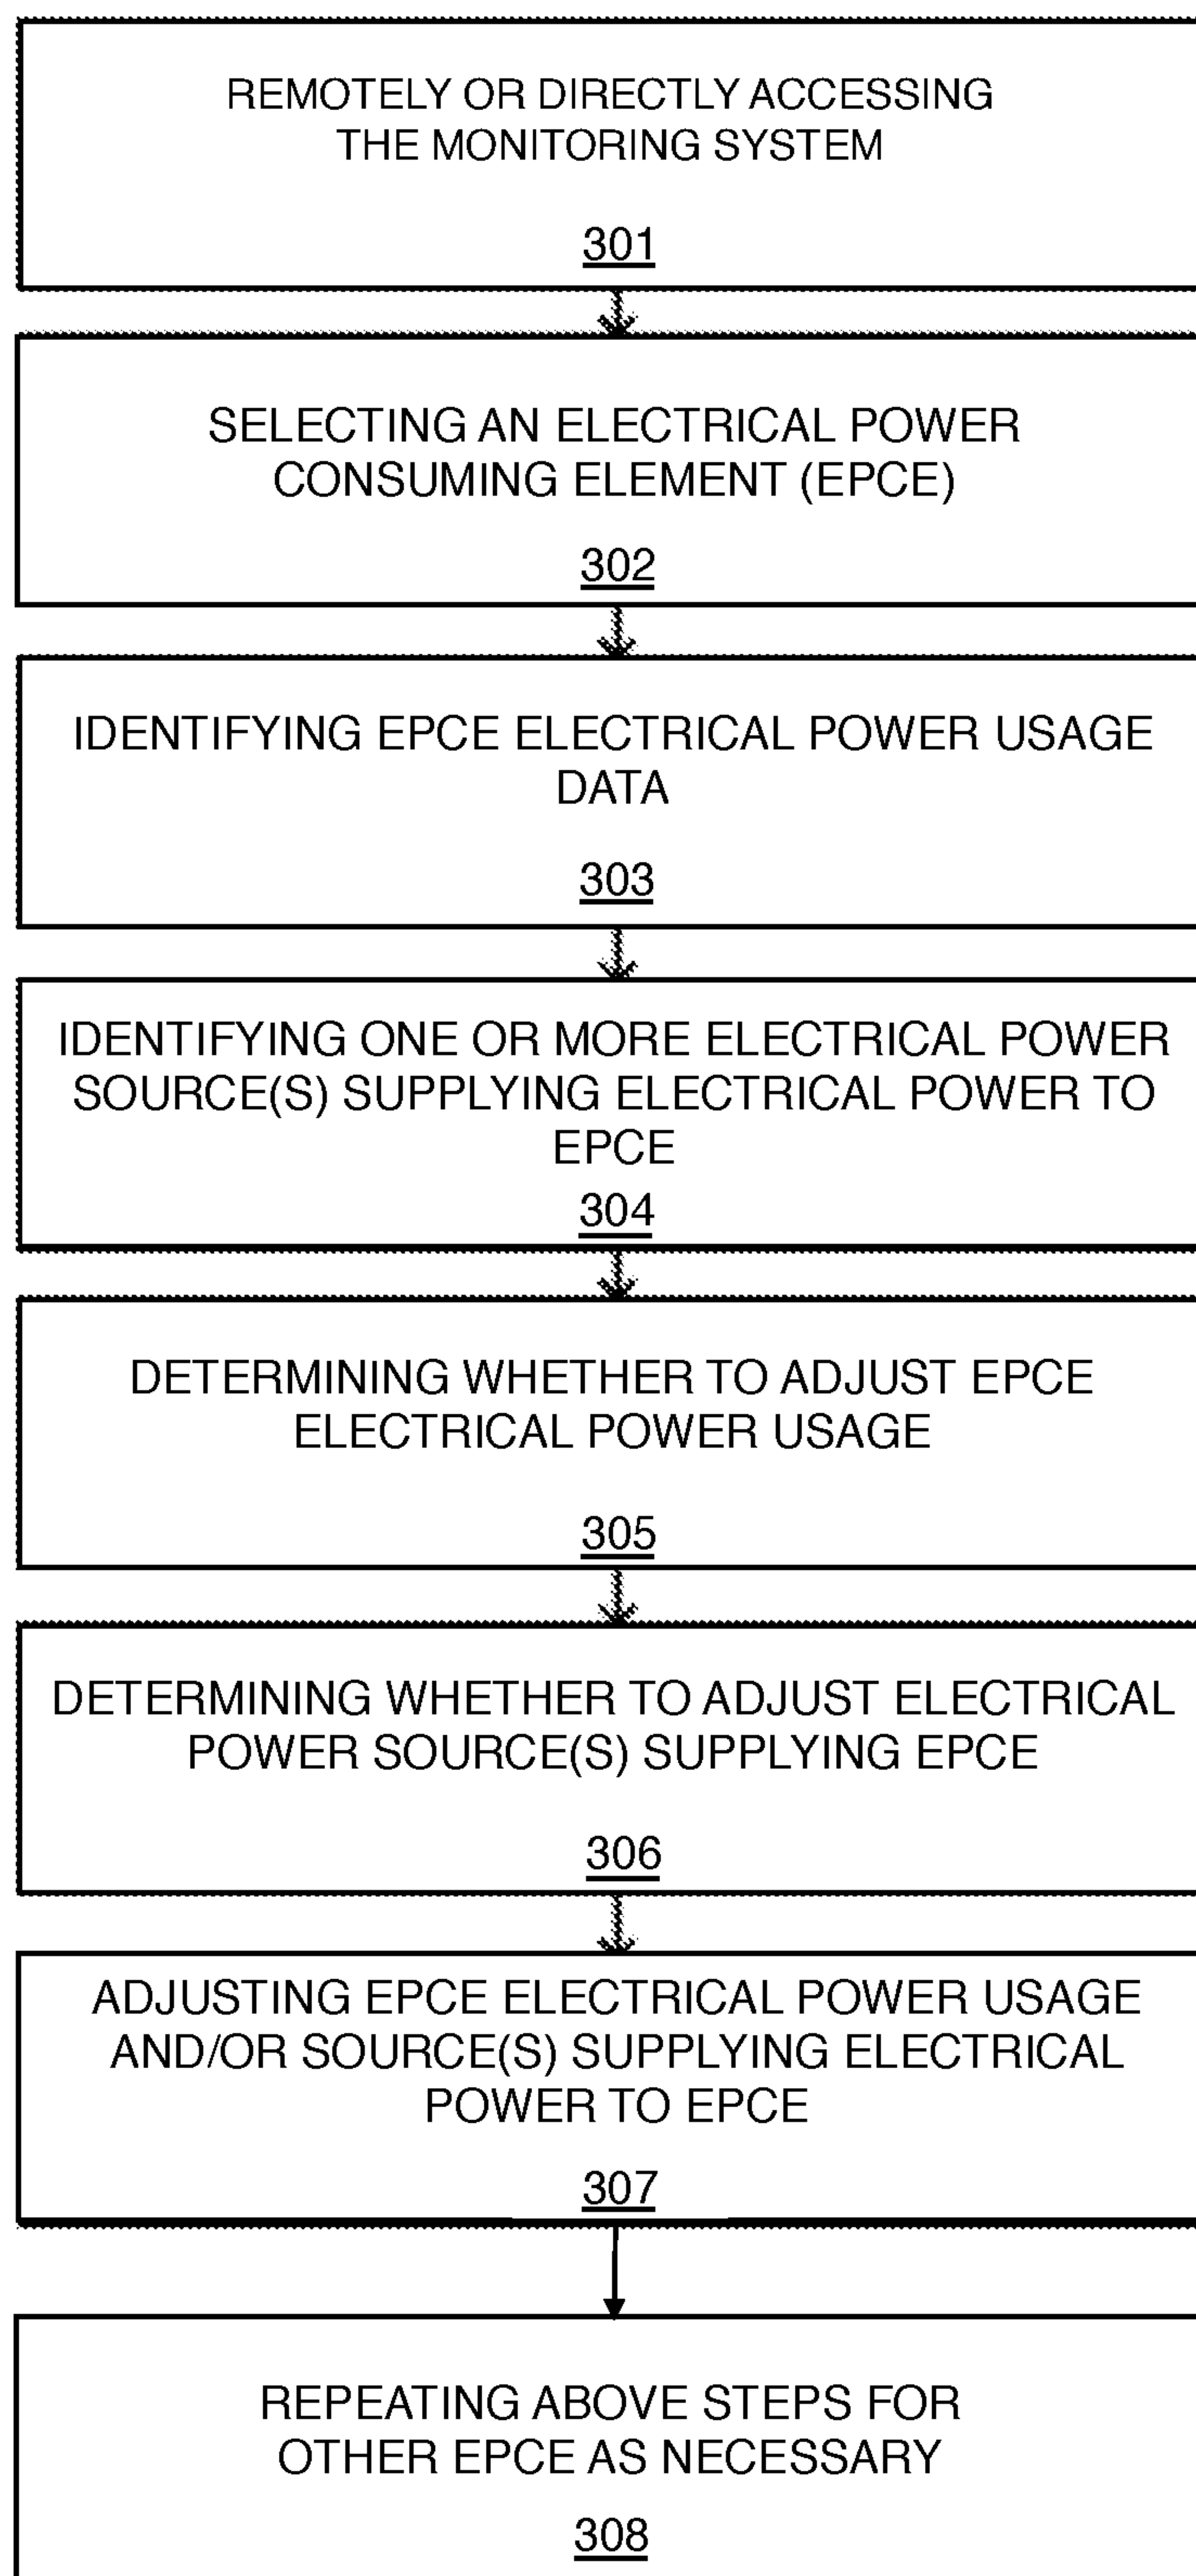 REMOTELY OR DIRECTLY ACCESSING
THE MONITORING SYSTEM
301
SELECTING AN ELECTRICAL POWER
CONSUMING ELEMENT (EPCE)
302
IDENTIFYING EPCE ELECTRICAL POWER USAGE
DATA
303
IDENTIFYING ONE OR MORE ELECTRICAL POWER
SOURCE(S) SUPPLYING ELECTRICAL POWER TO
EPCE
304
DETERMINING WHETHER TO ADJUST EPCE
ELECTRICAL POWER USAGE
305
DETERMINING WHETHER TO ADJUST ELECTRICAL
POWER SOURCE(S) SUPPLYING EPCE
306
ADJUSTING EPCE ELECTRICAL POWER USAGE
AND/OR SOURCE(S) SUPPLYING ELECTRICAL
POWER TO EPCE
307
REPEATING ABOVE STEPS FOR
OTHER EPCE AS NECESSARY
308